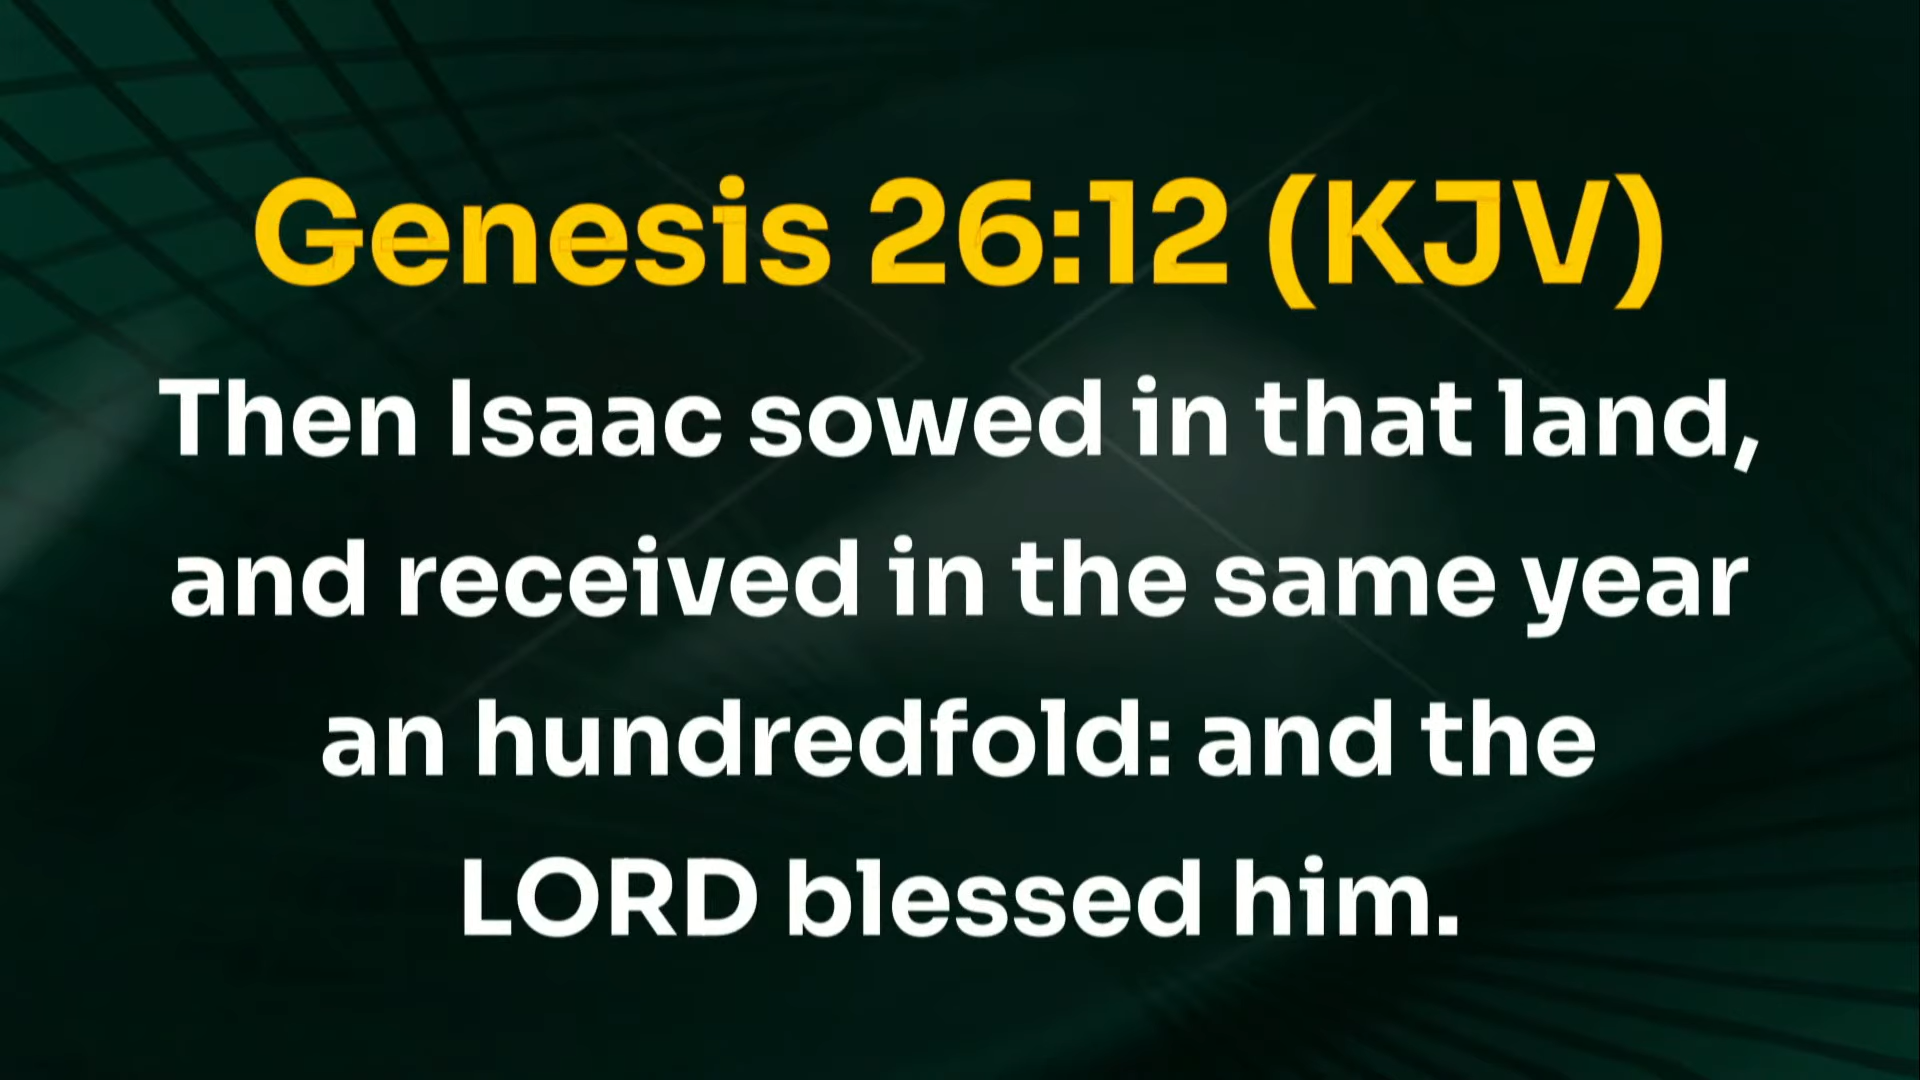 Genesis 26:12 (KJV)
Then Isaac sowed in that land,
and received in the same year
an hundredfold: and the
LORD blessed him.